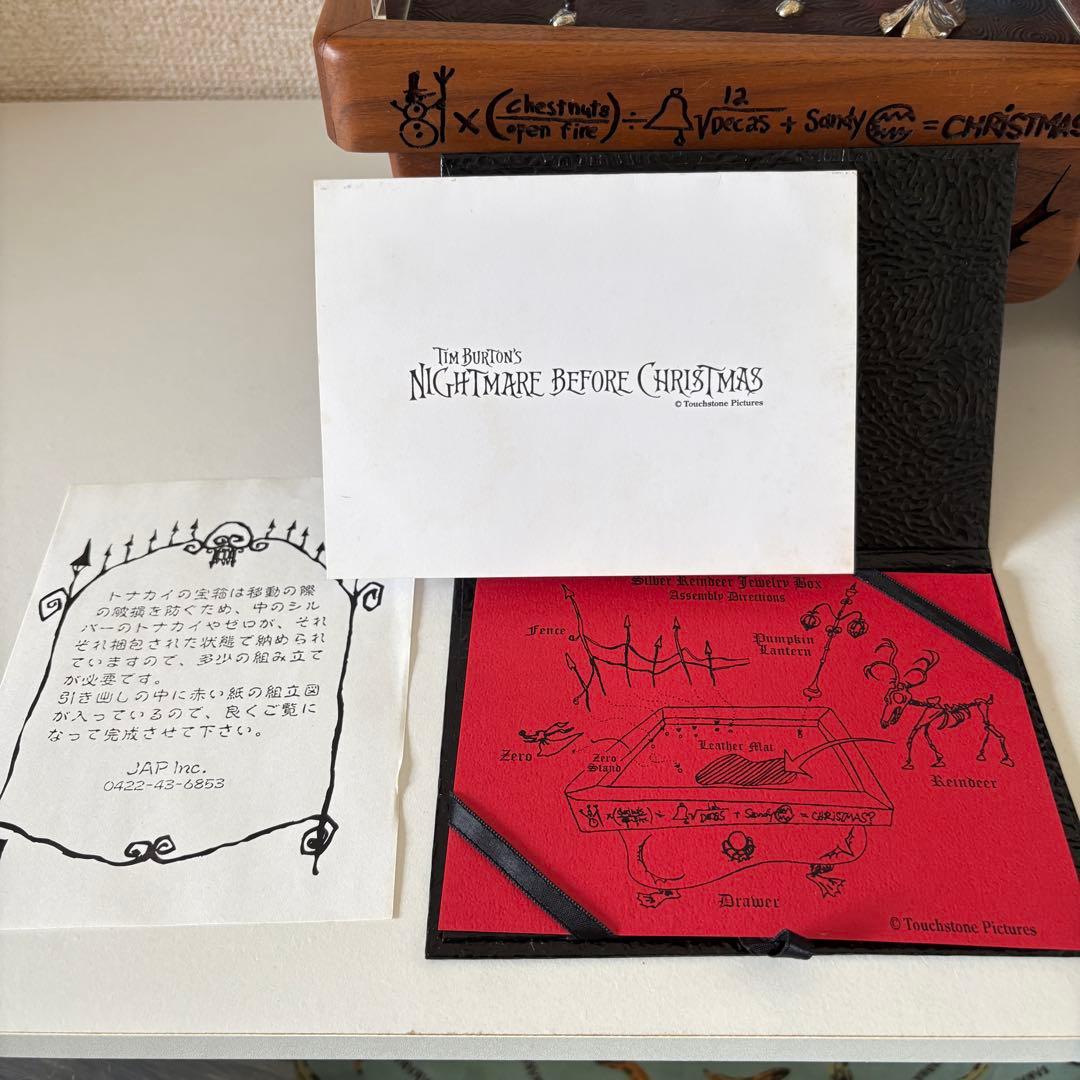 × (chestnuts / open fire) ÷ √12/Dec25 + Sandy = CHRISTMAS
TIM BURTON'S
NIGHTMARE BEFORE CHRISTMAS
© Touchstone Pictures
トナカイの宝箱は移動の際
の破損を防ぐため、中のシル
バーのトナカイやゼロが、それ
ぞれ梱包された状態で納められ
ていますので、多少の組み立て
が必要です。
引き出しの中に赤い紙の組立図
が入っているので、良くご覧に
なって完成させて下さい。
JAP Inc.
0422-43-6853
Silver Reindeer Jewelry Box
Assembly Directions
Fence
Pumpkin
Lantern
Zero
Zero
Stand
Leather Mat
Reindeer
+ Sandy = CHRISTMAS?
Drawer
© Touchstone Pictures